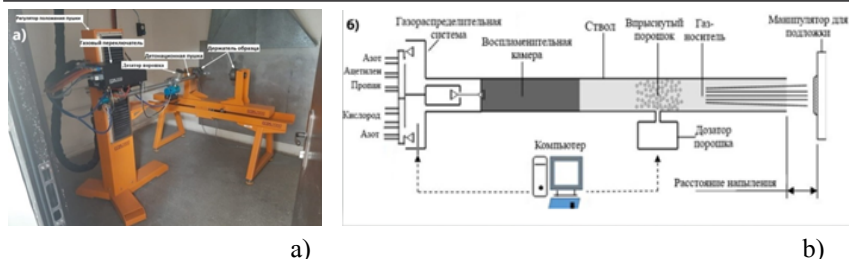 Регулятор положения пушки
а)
Газовый переключатель
Детонационная пушка
Держатель образца
Дозатор порошка
б)
Газораспределительная
система
Воспламенительная
камера
Ствол
Впрыснутый
порошок
Газ-
носитель
Манипулятор для
подложки
Азот
Ацетилен
Пропан
Кислород
Азот
Компьютер
Дозатор
порошка
Расстояние напыления
a)
b)